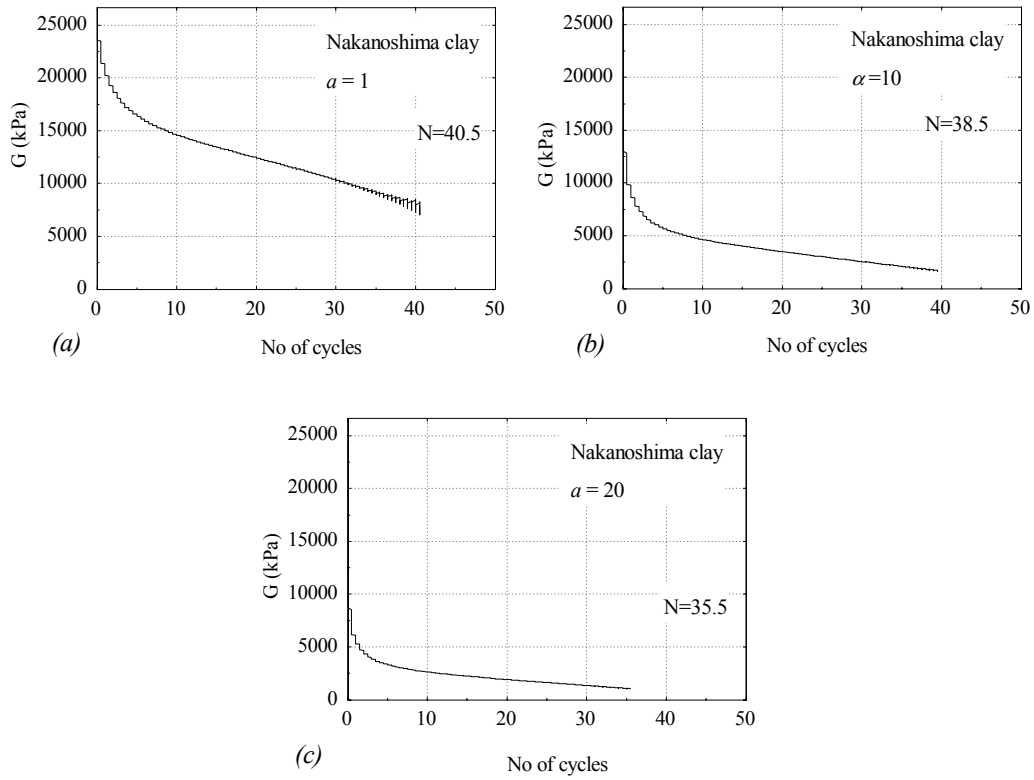 25000
20000
15000
10000
5000
0
G (kPa)
Nakanoshima clay
a = 1
N=40.5
0 10 20 30 40 50
(a)
No of cycles
25000
20000
15000
10000
5000
0
G (kPa)
Nakanoshima clay
α=10
N=38.5
0 10 20 30 40 50
(b)
No of cycles
25000
20000
15000
10000
5000
0
G (kPa)
Nakanoshima clay
a = 20
N=35.5
0 10 20 30 40 50
(c)
No of cycles